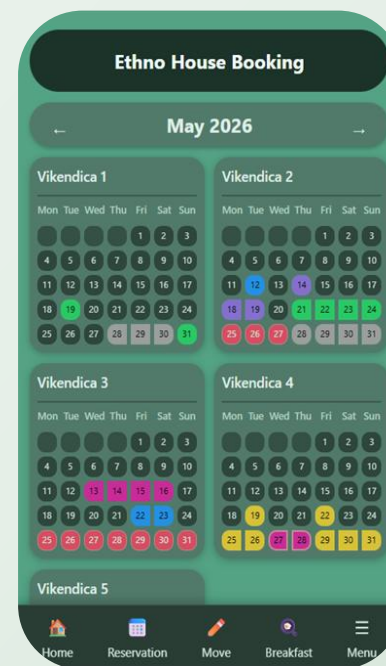 Ethno House Booking
← May 2026 →
Vikendica 1
Mon Tue Wed Thu Fri Sat Sun
1 2 3
4 5 6 7 8 9 10
11 12 13 14 15 16 17
18 19 20 21 22 23 24
25 26 27 28 29 30 31
Vikendica 2
Mon Tue Wed Thu Fri Sat Sun
1 2 3
4 5 6 7 8 9 10
11 12 13 14 15 16 17
18 19 20 21 22 23 24
25 26 27 28 29 30 31
Vikendica 3
Mon Tue Wed Thu Fri Sat Sun
1 2 3
4 5 6 7 8 9 10
11 12 13 14 15 16 17
18 19 20 21 22 23 24
25 26 27 28 29 30 31
Vikendica 4
Mon Tue Wed Thu Fri Sat Sun
1 2 3
4 5 6 7 8 9 10
11 12 13 14 15 16 17
18 19 20 21 22 23 24
25 26 27 28 29 30 31
Vikendica 5
Home Reservation Move Breakfast Menu